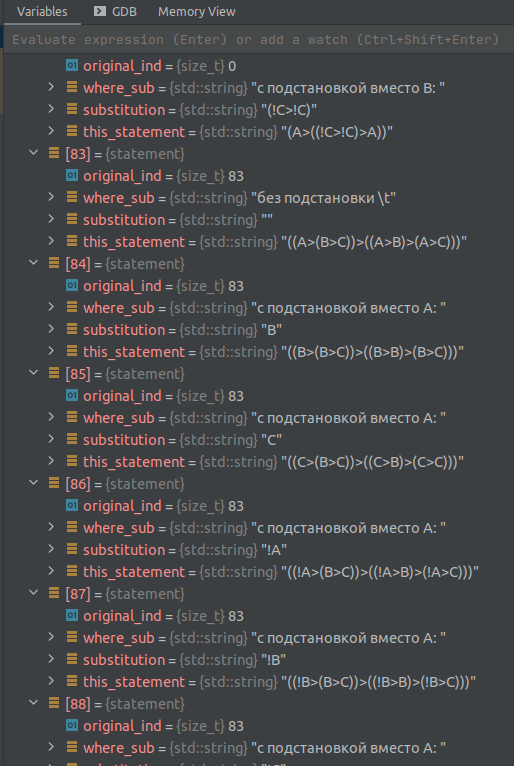 Variables GDB Memory View
Evaluate expression (Enter) or add a watch (Ctrl+Shift+Enter)
original_ind = {size_t} 0
where_sub = {std::string} "с подстановкой вместо B: "
substitution = {std::string} "(!C>!C)"
this_statement = {std::string} "(A>((!C>!C)>A))"
[83] = {statement}
original_ind = {size_t} 83
where_sub = {std::string} "без подстановки \t"
substitution = {std::string} ""
this_statement = {std::string} "((A>(B>C))>((A>B)>(A>C)))"
[84] = {statement}
original_ind = {size_t} 83
where_sub = {std::string} "с подстановкой вместо A: "
substitution = {std::string} "B"
this_statement = {std::string} "((B>(B>C))>((B>B)>(B>C)))"
[85] = {statement}
original_ind = {size_t} 83
where_sub = {std::string} "с подстановкой вместо A: "
substitution = {std::string} "C"
this_statement = {std::string} "((C>(B>C))>((C>B)>(C>C)))"
[86] = {statement}
original_ind = {size_t} 83
where_sub = {std::string} "с подстановкой вместо A: "
substitution = {std::string} "!A"
this_statement = {std::string} "((!A>(B>C))>((!A>B)>(!A>C)))"
[87] = {statement}
original_ind = {size_t} 83
where_sub = {std::string} "с подстановкой вместо A: "
substitution = {std::string} "!B"
this_statement = {std::string} "((!B>(B>C))>((!B>B)>(!B>C)))"
[88] = {statement}
original_ind = {size_t} 83
where_sub = {std::string} "с подстановкой вместо A: "